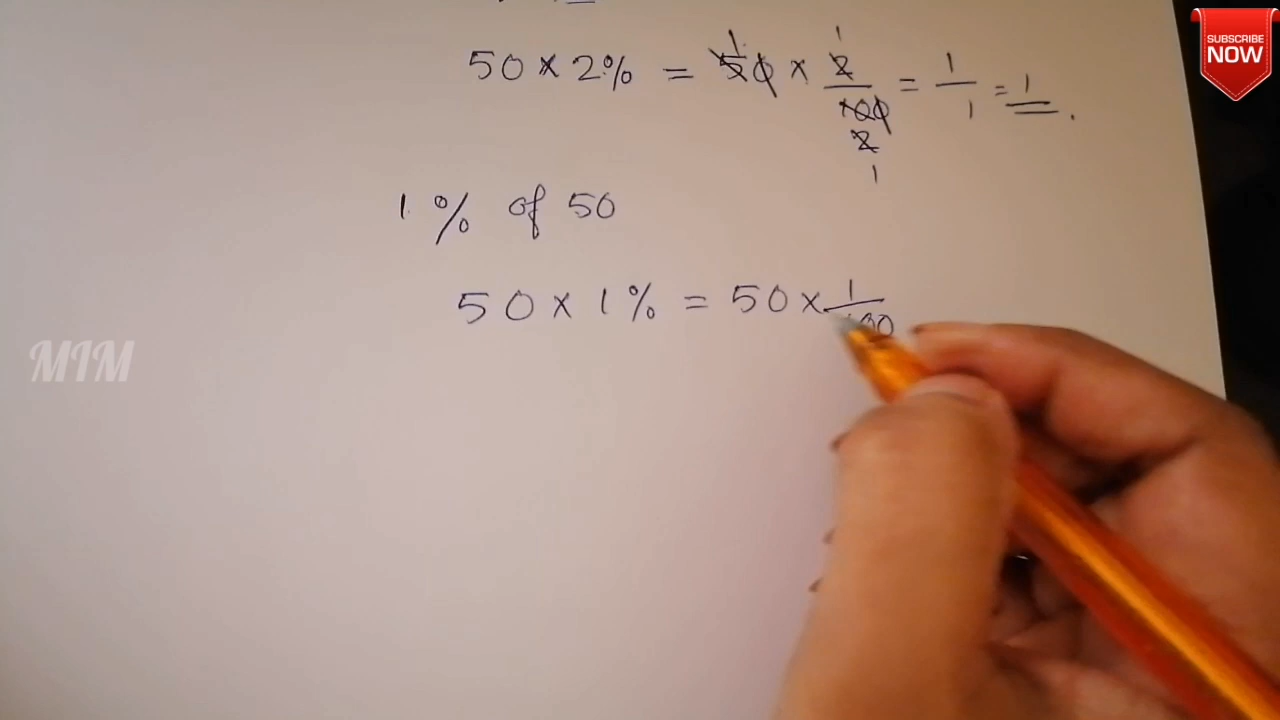 SUBSCRIBE
NOW
50 × 2% = 50 × 2/100 = 1/1 = 1.
1 % of 50
50 × 1 % = 50 × 1/100
MIM